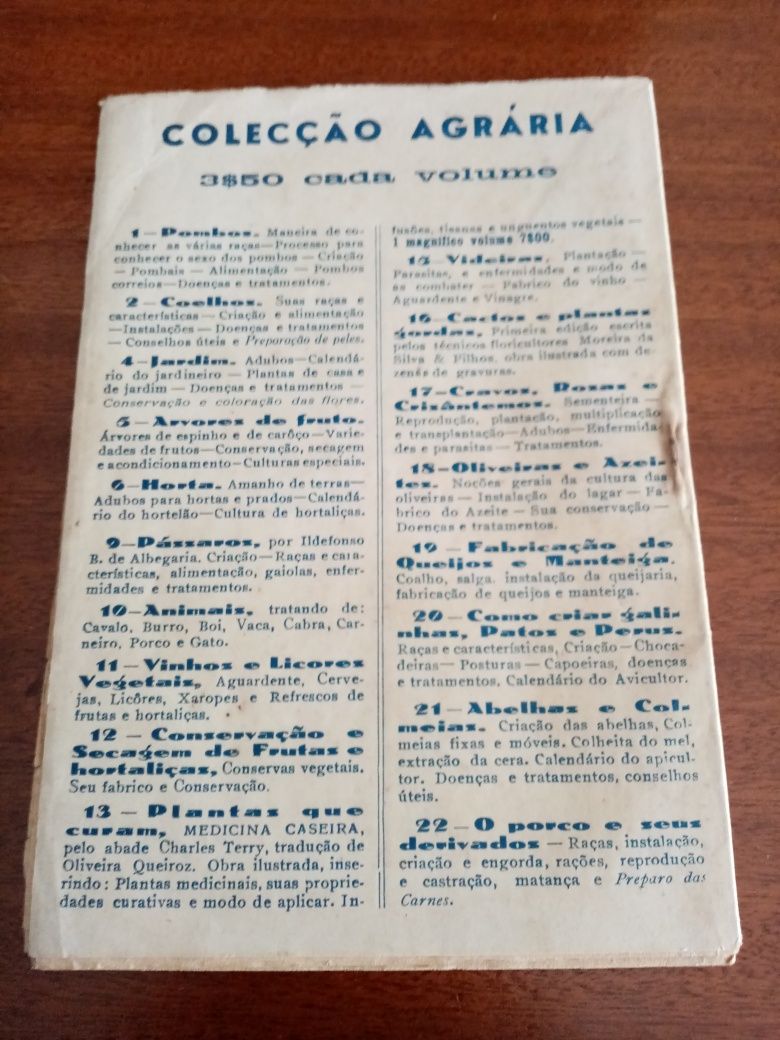 COLECÇÃO AGRÁRIA
3$50 cada volume
1—Pombos. Maneira de co-
nhecer as várias raças—Processo para
conhecer o sexo dos pombos — Criação
— Pombais — Alimentação — Pombos
correios—Doenças e tratamentos.
2—Coelhos. Suas raças e
características — Criação e alimentação
—Instalações — Doenças e tratamentos
— Conselhos úteis e Preparação de peles.
4—Jardim. Adubos—Calendá-
rio do jardineiro — Plantas de casa e
de jardim — Doenças e tratamentos —
Conservação e coloração das flores.
5—Arvores de fruto.
Árvores de espinho e de carôço—Varie-
dades de frutos—Conservação, secagem
e acondicionamento—Culturas especiais.
6—Horta. Amanho de terras—
Adubos para hortas e prados—Calendá-
rio do hortelão—Cultura de hortaliças.
9—Pássaros, por Ildefonso
B. de Albegaria. Criação—Raças e cara-
cterísticas, alimentação, gaiolas, enfer-
midades e tratamentos.
10—Animais, tratando de:
Cavalo, Burro, Boi, Vaca, Cabra, Car-
neiro, Porco e Gato.
11—Vinhos e Licores
Vegetais, Aguardente, Cerve-
jas, Licôres, Xaropes e Refrescos de
frutas e hortaliças.
12 — Conservação e
Secagem de Frutas e
hortaliças, Conservas vegetais.
Seu fabrico e Conservação.
13 — Plantas que
curam, MEDICINA CASEIRA,
pelo abade Charles Terry, tradução de
Oliveira Queiroz. Obra ilustrada, inse-
rindo: Plantas medicinais, suas proprie-
dades curativas e modo de aplicar. In-
fusões, tissuos e unguentos vegetais —
1 magnífico volume 7$00.
15—Videiras, Plantação —
Parasitas, e enfermidades e modo de
as combater — Fabrico do vinho —
Aguardente e Vinagre.
16—Cactos e plantas
gordas, Primeira edição escrita
pelos técnicos floricultores Moreira da
Silva & Filhos, obra ilustrada com de-
zenas de gravuras.
17—Cravos, Rosas e
Crizântemos. Sementeira —
Reprodução, plantação, multiplicação
e transplantação—Adubos—Enfermida-
des e parasitas — Tratamentos.
18—Oliveiras e Azei-
tes. Noções gerais da cultura das
oliveiras — Instalação do lagar — Fa-
brico do Azeite — Sua conservação —
Doenças e tratamentos.
19 — Fabricação de
Queijos e Manteiga.
Coalho, salga, instalação da queijaria,
fabricação de queijos e manteiga.
20—Como criar gali-
nhas, Patos e Perus.
Raças e características, Criação—Choca-
deiras— Posturas — Capoeiras, doenças
e tratamentos, Calendário do Avicultor.
21—Abelhas e Col-
meias. Criação das abelhas, Col-
meias fixas e móveis. Colheita do mel,
extração da cera. Calendário do apicul-
tor. Doenças e tratamentos, conselhos
úteis.
22—O porco e seus
derivados — Raças, instalação,
criação e engorda, rações, reprodução
e castração, matança e Preparo das
Carnes.